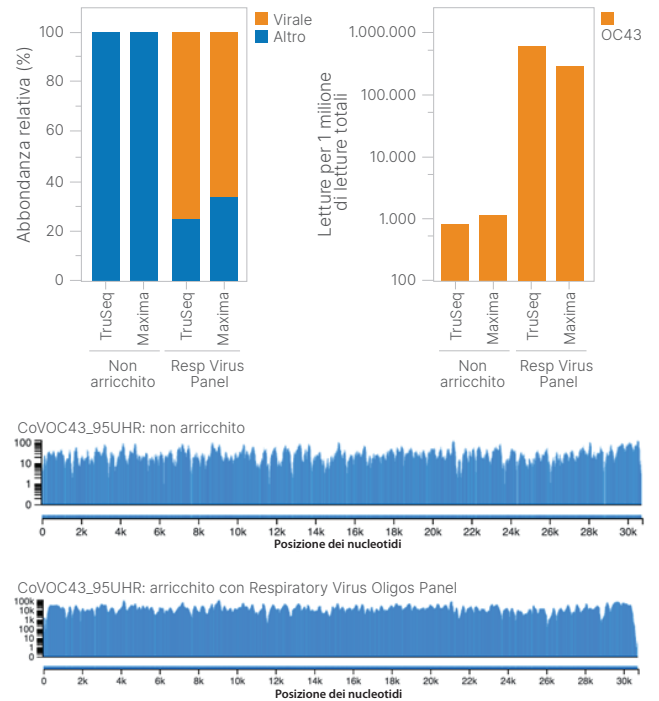 Virale
Altro
Abbondanza relativa (%)
100
80
60
40
20
0
TruSeq
Maxima
TruSeq
Maxima
Non
arricchito
Resp Virus
Panel
OC43
Letture per 1 milione
di letture totali
1.000.000
100.000
10.000
1.000
100
TruSeq
Maxima
TruSeq
Maxima
Non
arricchito
Resp Virus
Panel
CoVOC43_95UHR: non arricchito
100
10
1
0
0 2k 4k 6k 8k 10k 12k 14k 16k 18k 20k 22k 24k 26k 28k 30k
Posizione dei nucleotidi
CoVOC43_95UHR: arricchito con Respiratory Virus Oligos Panel
100k
10k
1k
100
10
1
0
0 2k 4k 6k 8k 10k 12k 14k 16k 18k 20k 22k 24k 26k 28k 30k
Posizione dei nucleotidi